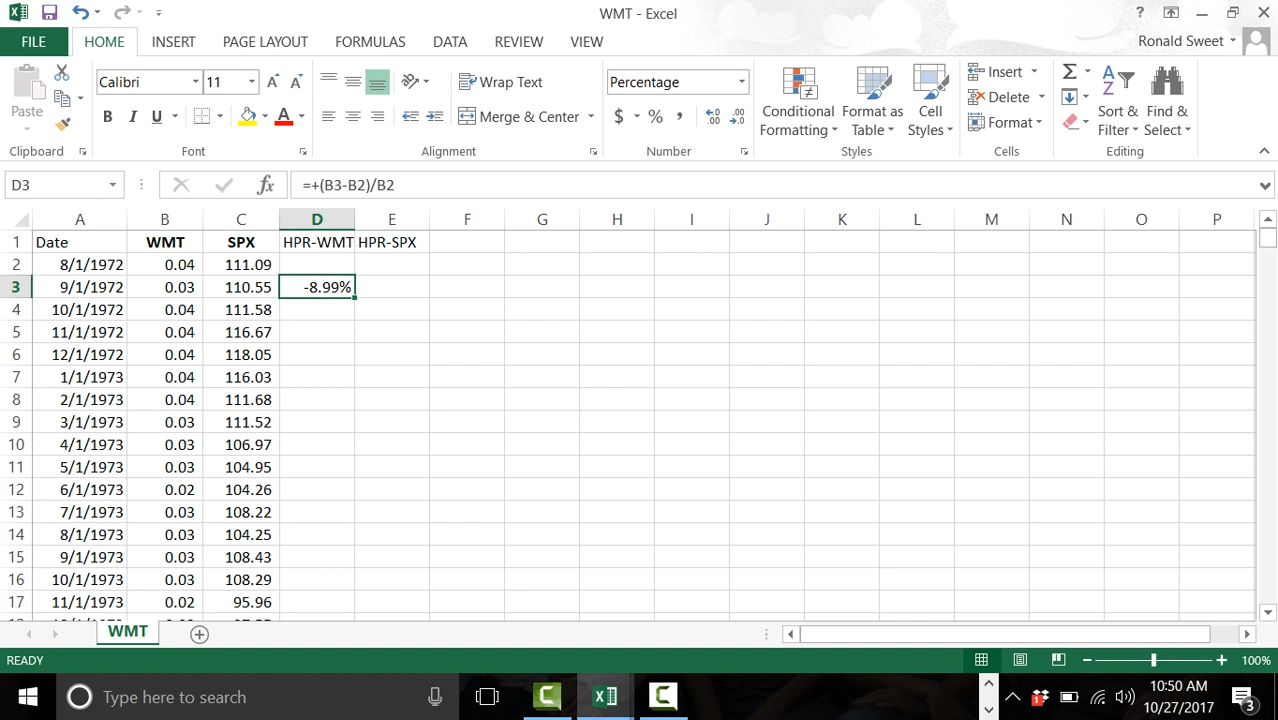 WMT - Excel
FILE HOME INSERT PAGE LAYOUT FORMULAS DATA REVIEW VIEW Ronald Sweet
Paste Calibri 11 Wrap Text Merge & Center Percentage $ % , Conditional Formatting Format as Table Cell Styles Insert Delete Format Sort & Filter Find & Select
Clipboard Font Alignment Number Styles Cells Editing
D3 fx =+(B3-B2)/B2
A B C D E F G H I J K L M N O P
1 Date WMT SPX HPR-WMT HPR-SPX
2 8/1/1972 0.04 111.09
3 9/1/1972 0.03 110.55 -8.99%
4 10/1/1972 0.04 111.58
5 11/1/1972 0.04 116.67
6 12/1/1972 0.04 118.05
7 1/1/1973 0.04 116.03
8 2/1/1973 0.04 111.68
9 3/1/1973 0.03 111.52
10 4/1/1973 0.03 106.97
11 5/1/1973 0.03 104.95
12 6/1/1973 0.02 104.26
13 7/1/1973 0.03 108.22
14 8/1/1973 0.03 104.25
15 9/1/1973 0.03 108.43
16 10/1/1973 0.03 108.29
17 11/1/1973 0.02 95.96
WMT
READY 100%
Type here to search 10:50 AM
10/27/2017 3